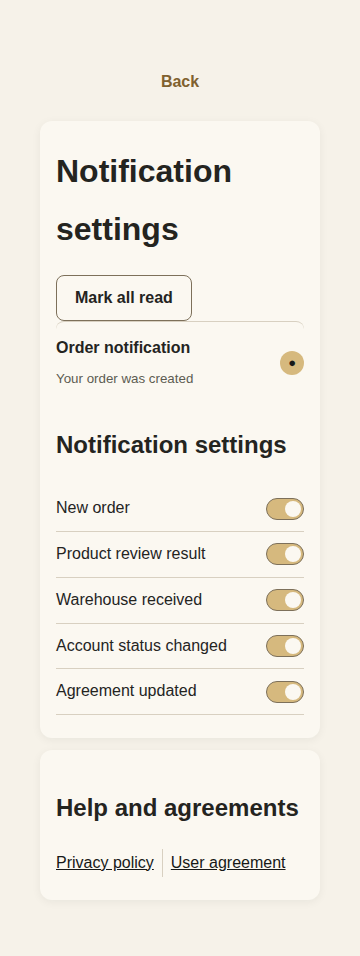 Back
Notification
settings
Mark all read
Order notification
Your order was created
Notification settings
New order
Product review result
Warehouse received
Account status changed
Agreement updated
Help and agreements
Privacy policy User agreement